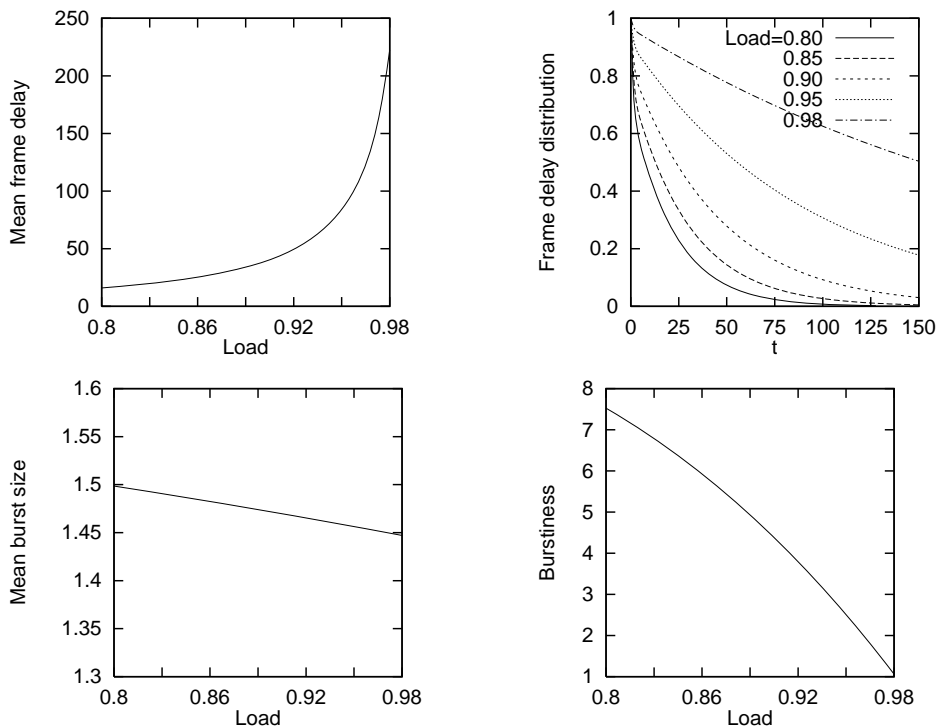 250
200
150
100
50
0
0.8 0.86 0.92 0.98
Load
Mean frame delay
1
0.8
0.6
0.4
0.2
0
0 25 50 75 100 125 150
t
Frame delay distribution
Load=0.80
0.85
0.90
0.95
0.98
1.6
1.55
1.5
1.45
1.4
1.35
1.3
0.8 0.86 0.92 0.98
Load
Mean burst size
8
7
6
5
4
3
2
1
0.8 0.86 0.92 0.98
Load
Burstiness